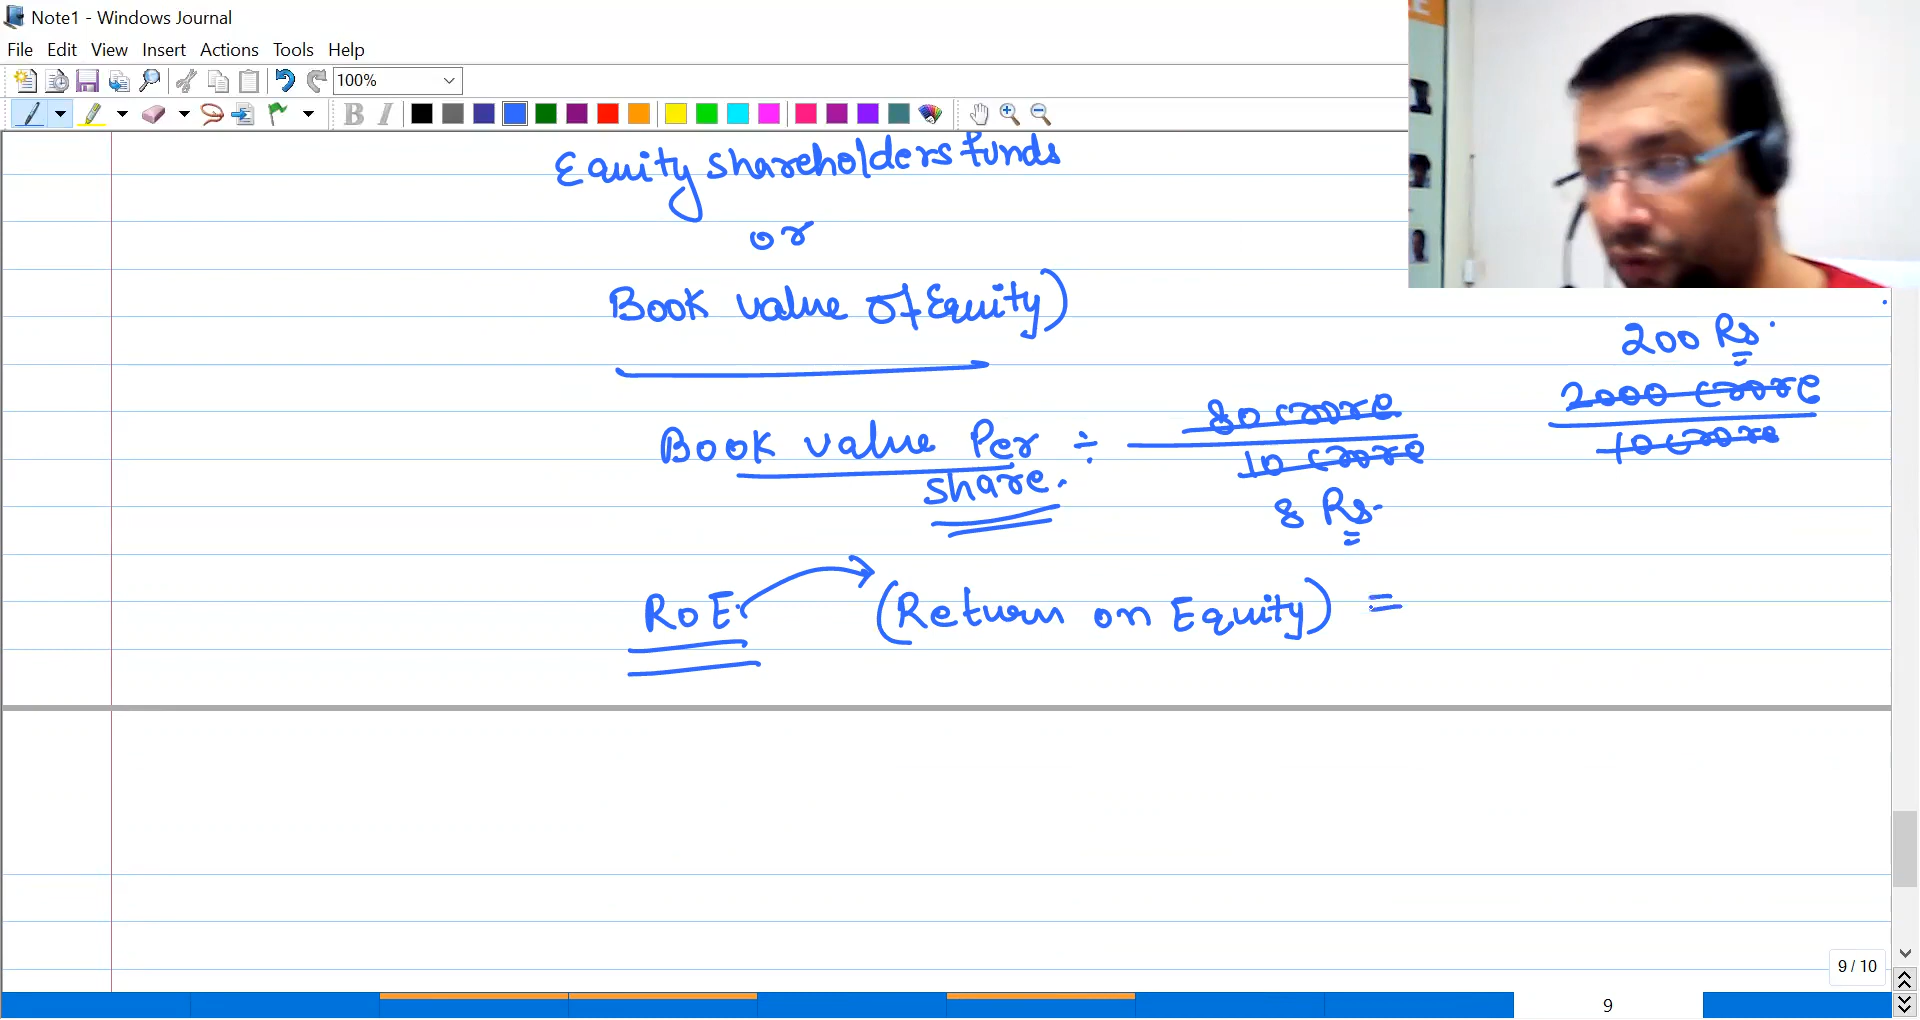 Note1 - Windows Journal
File Edit View Insert Actions Tools Help
100%
B I
Equity shareholders funds
or
Book value of Equity)
200 Rs.
2000 crore
10 crore
Book value Per share. ÷
80 crore
10 crore
8 Rs.
RoE. (Return on Equity) =
9 / 10
9